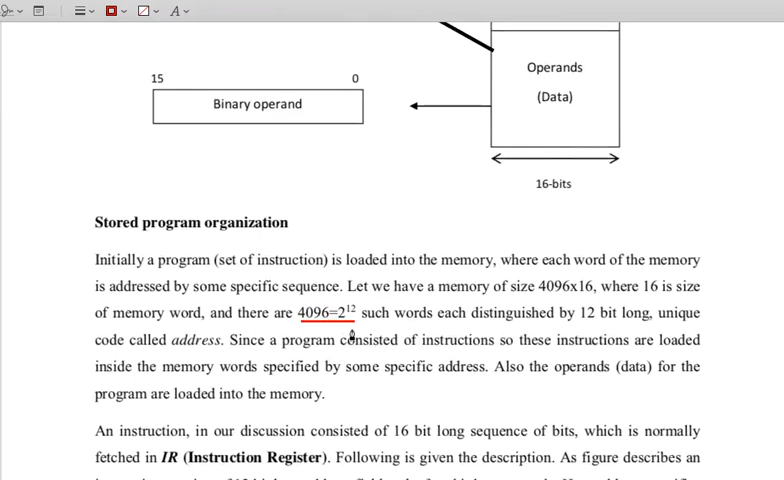 Operands
(Data)
15 0
Binary operand
16-bits
Stored program organization
Initially a program (set of instruction) is loaded into the memory, where each word of the memory
is addressed by some specific sequence. Let we have a memory of size 4096x16, where 16 is size
of memory word, and there are 4096=2¹² such words each distinguished by 12 bit long, unique
code called address. Since a program consisted of instructions so these instructions are loaded
inside the memory words specified by some specific address. Also the operands (data) for the
program are loaded into the memory.
An instruction, in our discussion consisted of 16 bit long sequence of bits, which is normally
fetched in IR (Instruction Register). Following is given the description. As figure describes an